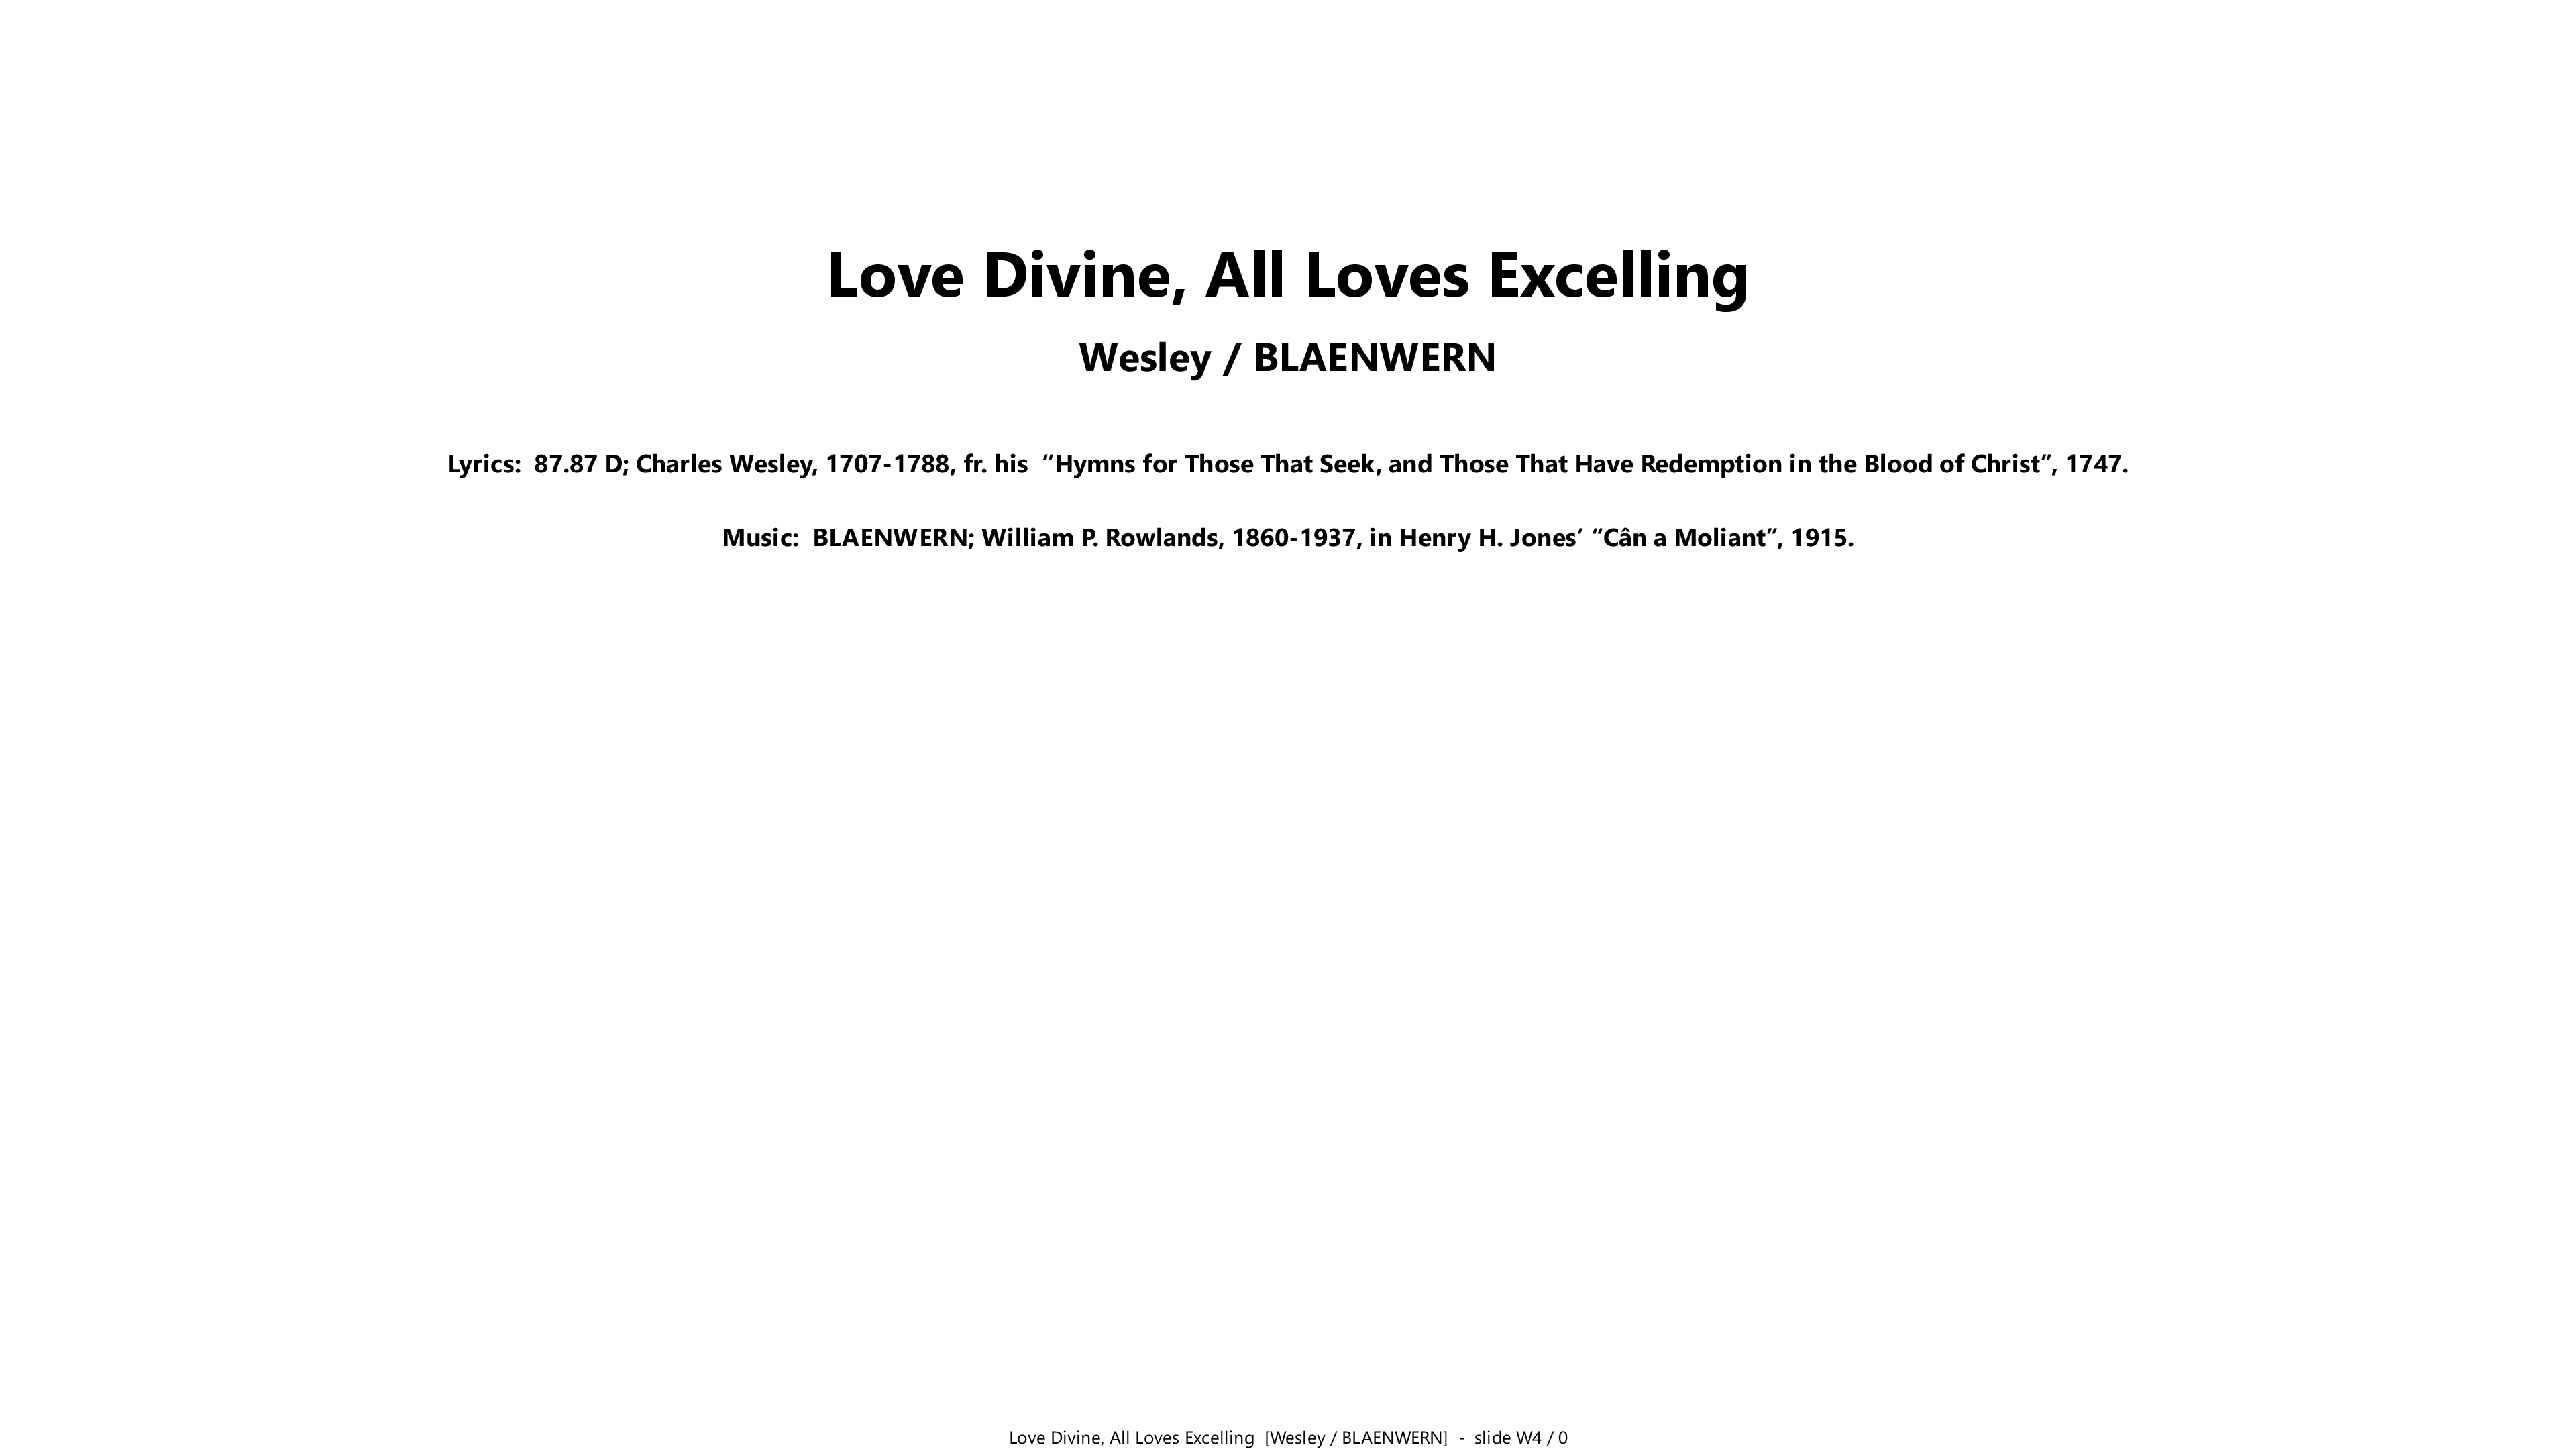 Love Divine, All Loves Excelling
Wesley / BLAENWERN
Lyrics:  87.87 D; Charles Wesley, 1707-1788, fr. his  “Hymns for Those That Seek, and Those That Have Redemption in the Blood of Christ”, 1747.
Music:  BLAENWERN; William P. Rowlands, 1860-1937, in Henry H. Jones’ “Cân a Moliant”, 1915.
Love Divine, All Loves Excelling  [Wesley / BLAENWERN]  -  slide W4 / 0